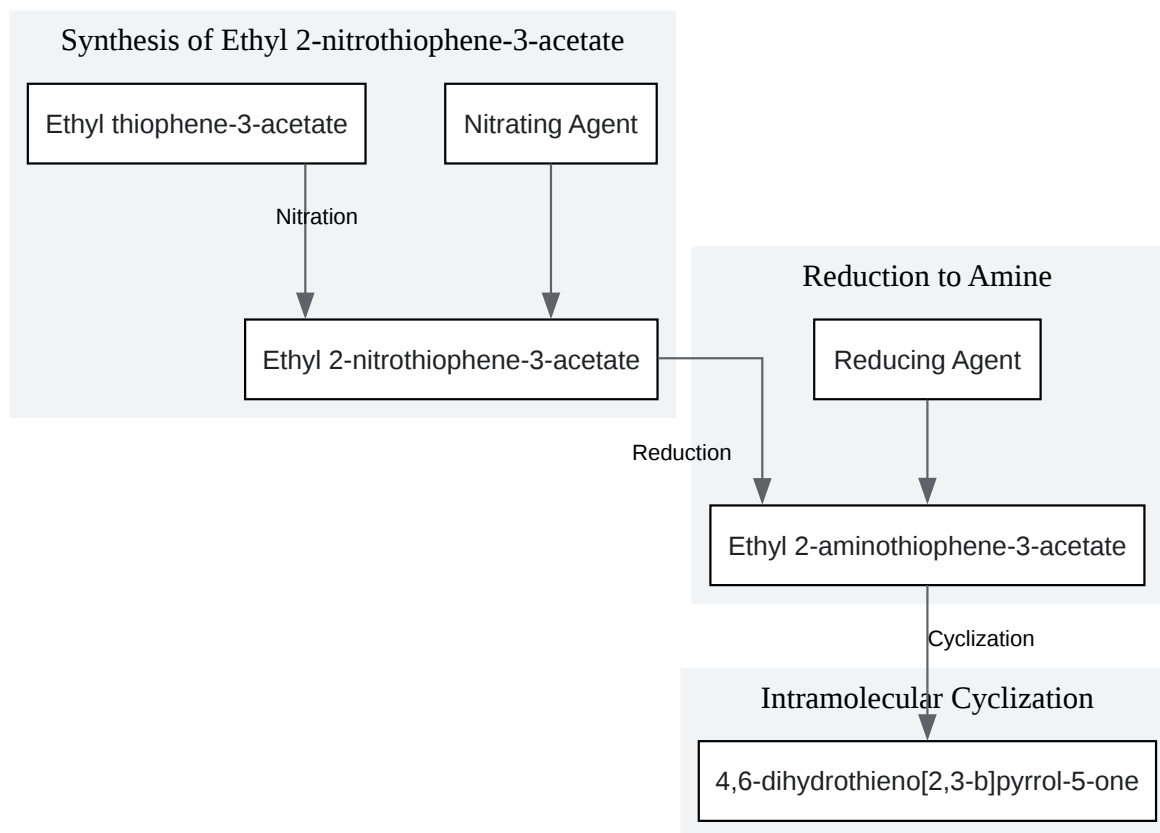 Synthesis of Ethyl 2-nitrothiophene-3-acetate
Ethyl thiophene-3-acetate
Nitrating Agent
Nitration
Ethyl 2-nitrothiophene-3-acetate
Reduction to Amine
Reducing Agent
Reduction
Ethyl 2-aminothiophene-3-acetate
Cyclization
Intramolecular Cyclization
4,6-dihydrothieno[2,3-b]pyrrol-5-one